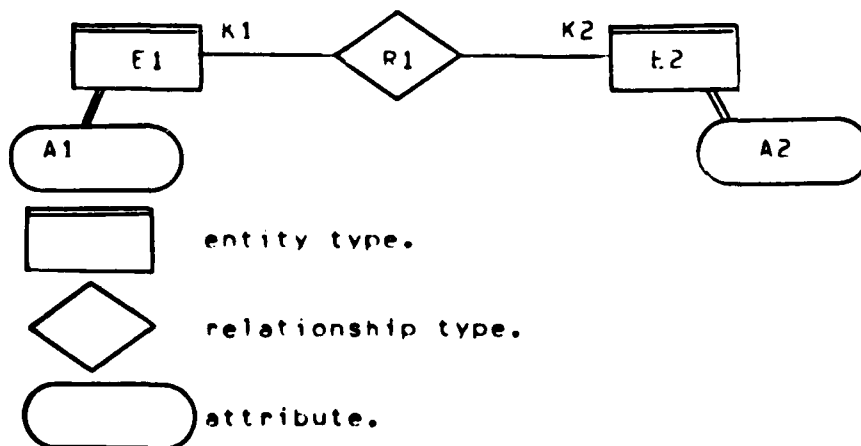 K1 K2
E1 R1 E2
A1 A2
entity type.
relationship type.
attribute.